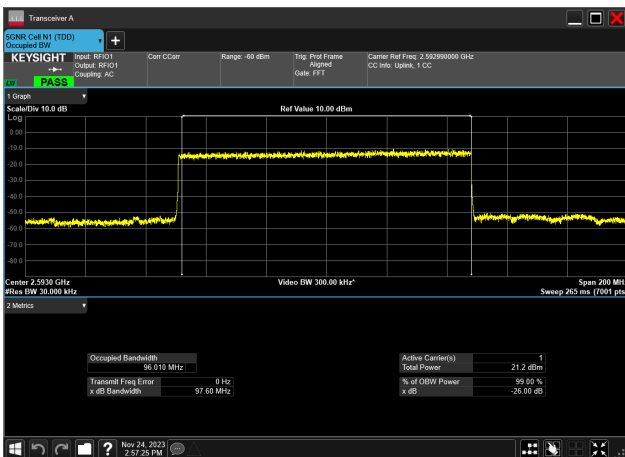 Transceiver A
5GNR Cell N1 (TDD)
Occupied BW
KEYSIGHT
Input: RFIO1
Output: RFIO1
Coupling: AC
Corr CCorr
Range: -60 dBm
Trig: Prot Frame
Aligned
Gate: FFT
Carrier Ref Freq: 2.592990000 GHz
CC Info: Uplink, 1 CC
PASS
1 Graph
Scale/Div 10.0 dB
Ref Value 10.00 dBm
Log
0.00
-10.0
-20.0
-30.0
-40.0
-50.0
-60.0
-70.0
-80.0
Center 2.5930 GHz
Video BW 300.00 kHz*
Span 200 MHz
#Res BW 30.000 kHz
Sweep 265 ms (7001 pts)
2 Metrics
Occupied Bandwidth
96.010 MHz
Active Carrier(s) 1
Total Power 21.2 dBm
Transmit Freq Error 0 Hz
x dB Bandwidth 97.60 MHz
% of OBW Power 99.00 %
x dB -26.00 dB
?
Nov 24, 2023
2:57:25 PM